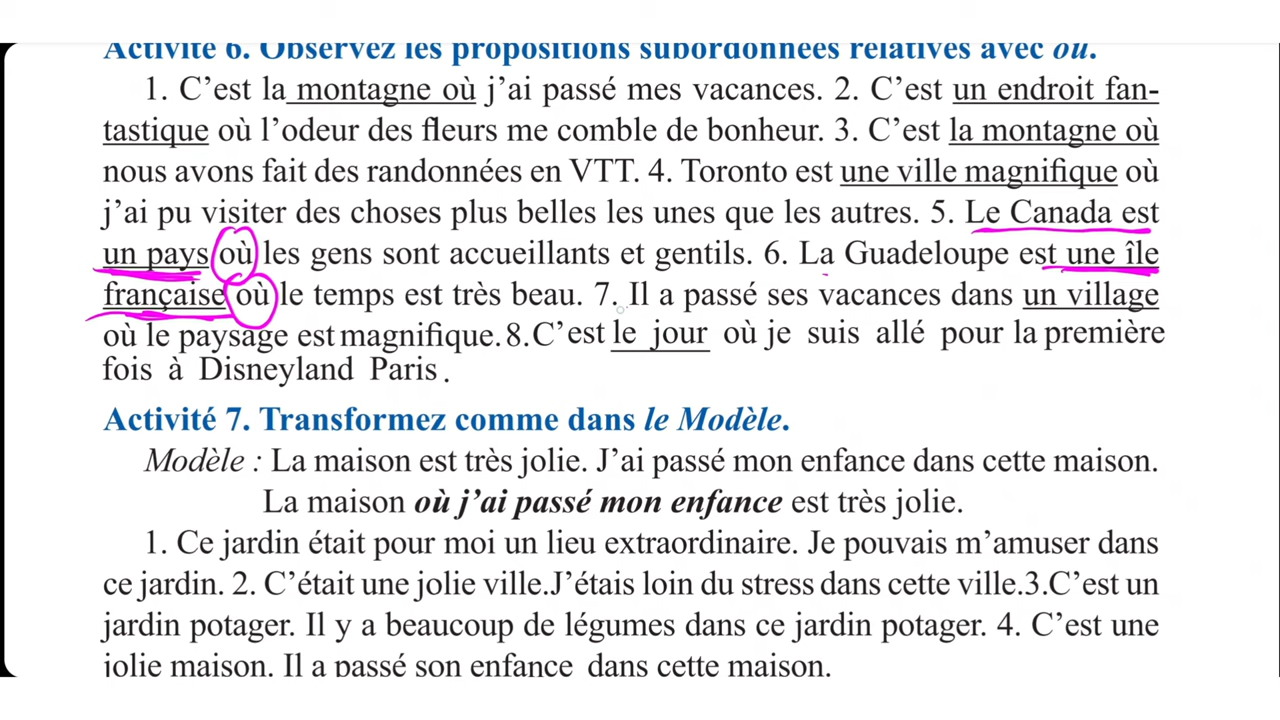 Activité 6. Observez les propositions subordonnées relatives avec où.
1. C’est la montagne où j’ai passé mes vacances. 2. C’est un endroit fan-
tastique où l’odeur des fleurs me comble de bonheur. 3. C’est la montagne où
nous avons fait des randonnées en VTT. 4. Toronto est une ville magnifique où
j’ai pu visiter des choses plus belles les unes que les autres. 5. Le Canada est
un pays où les gens sont accueillants et gentils. 6. La Guadeloupe est une île
française où le temps est très beau. 7. Il a passé ses vacances dans un village
où le paysage est magnifique. 8. C’est le jour où je suis allé pour la première
fois à Disneyland Paris.
Activité 7. Transformez comme dans le Modèle.
Modèle : La maison est très jolie. J’ai passé mon enfance dans cette maison.
La maison où j’ai passé mon enfance est très jolie.
1. Ce jardin était pour moi un lieu extraordinaire. Je pouvais m’amuser dans
ce jardin. 2. C’était une jolie ville.J’étais loin du stress dans cette ville.3.C’est un
jardin potager. Il y a beaucoup de légumes dans ce jardin potager. 4. C’est une
jolie maison. Il a passé son enfance dans cette maison.